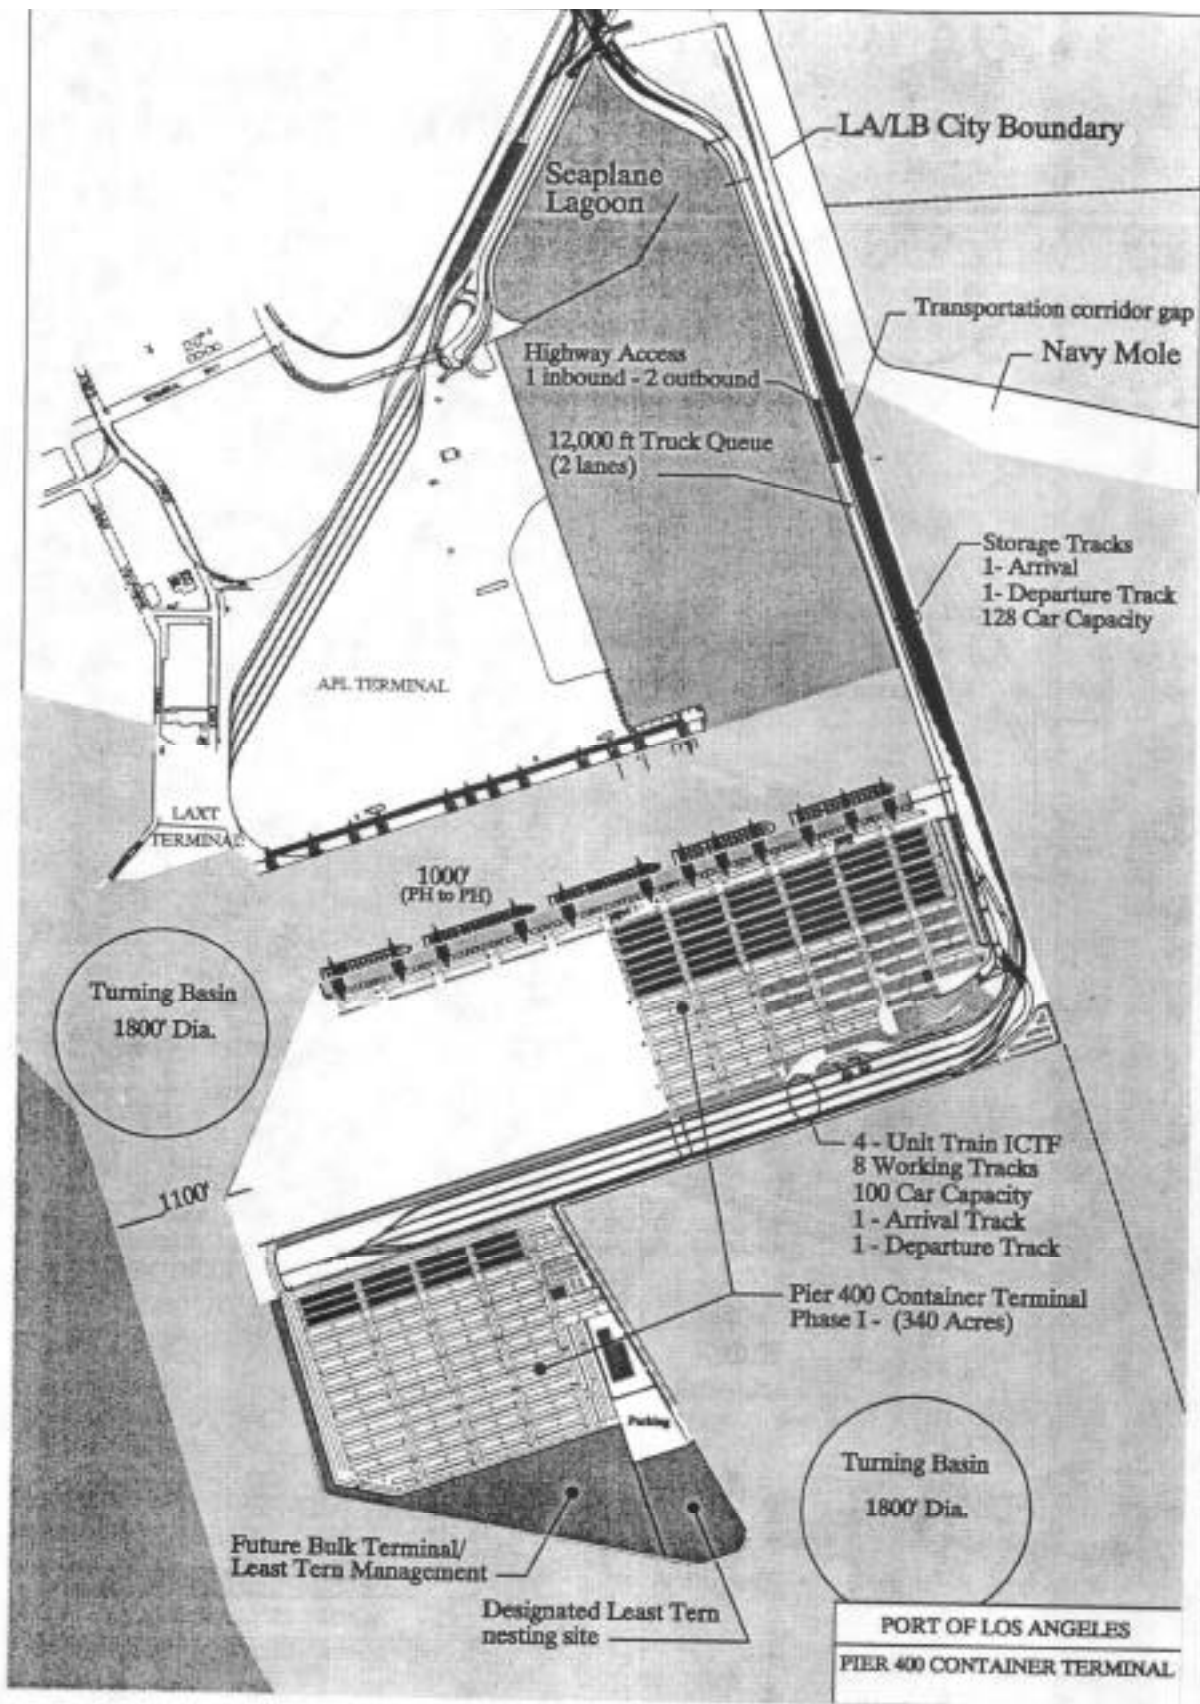 LA/LB City Boundary
Seaplane
Lagoon
Transportation corridor gap
Navy Mole
Highway Access
1 inbound - 2 outbound
12,000 ft Truck Queue
(2 lanes)
Storage Tracks
1- Arrival
1- Departure Track
128 Car Capacity
APL TERMINAL
LAXT
TERMINAL
1000'
(PH to PH)
Turning Basin
1800' Dia.
1100'
4 - Unit Train ICTF
8 Working Tracks
100 Car Capacity
1 - Arrival Track
1 - Departure Track
Pier 400 Container Terminal
Phase I - (340 Acres)
Parking
Turning Basin
1800' Dia.
Future Bulk Terminal/
Least Tern Management
Designated Least Tern
nesting site
PORT OF LOS ANGELES
PIER 400 CONTAINER TERMINAL